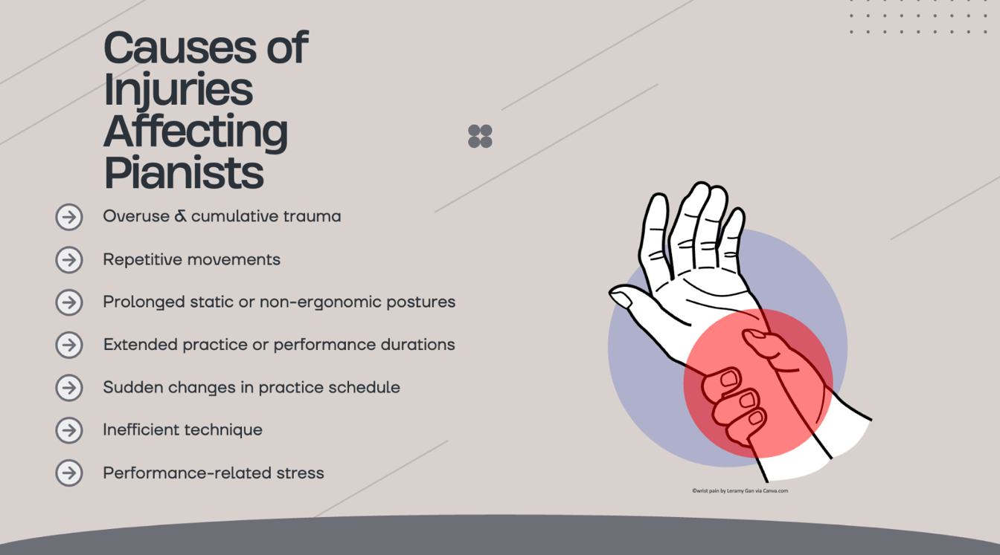 Causes of
Injuries
Affecting
Pianists
Overuse & cumulative trauma
Repetitive movements
Prolonged static or non-ergonomic postures
Extended practice or performance durations
Sudden changes in practice schedule
Inefficient technique
Performance-related stress
©wrist pain by Leramy Gan via Canva.com